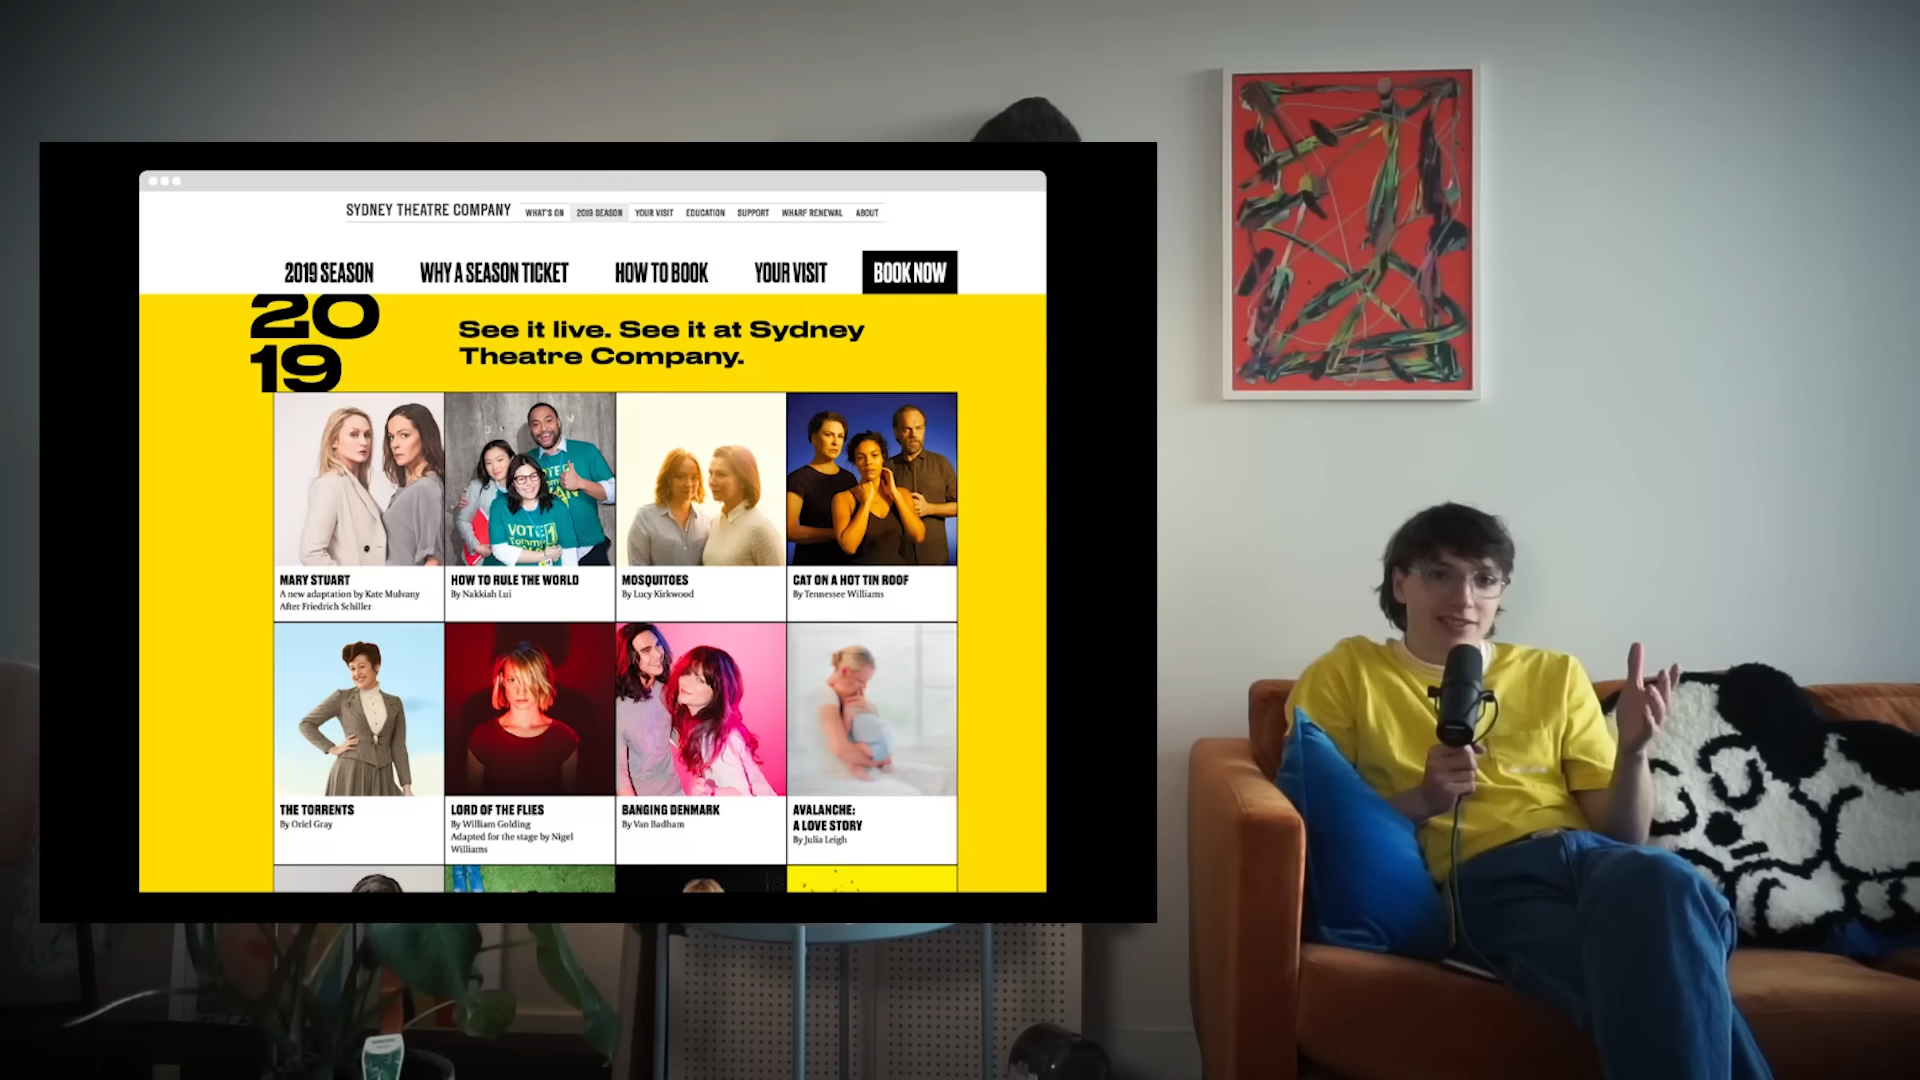 SYDNEY THEATRE COMPANY
WHAT'S ON 2019 SEASON YOUR VISIT EDUCATION SUPPORT WHARF RENEWAL ABOUT
2019 SEASON WHY A SEASON TICKET HOW TO BOOK YOUR VISIT BOOK NOW
20
19
See it live. See it at Sydney
Theatre Company.
VOTE 1
MARY STUART
A new adaptation by Kate Mulvany
After Friedrich Schiller
HOW TO RULE THE WORLD
By Nakkiah Lui
MOSQUITOES
By Lucy Kirkwood
CAT ON A HOT TIN ROOF
By Tennessee Williams
THE TORRENTS
By Oriel Gray
LORD OF THE FLIES
By William Golding
Adapted for the stage by Nigel
Williams
BANGING DENMARK
By Van Badham
AVALANCHE:
A LOVE STORY
By Julia Leigh